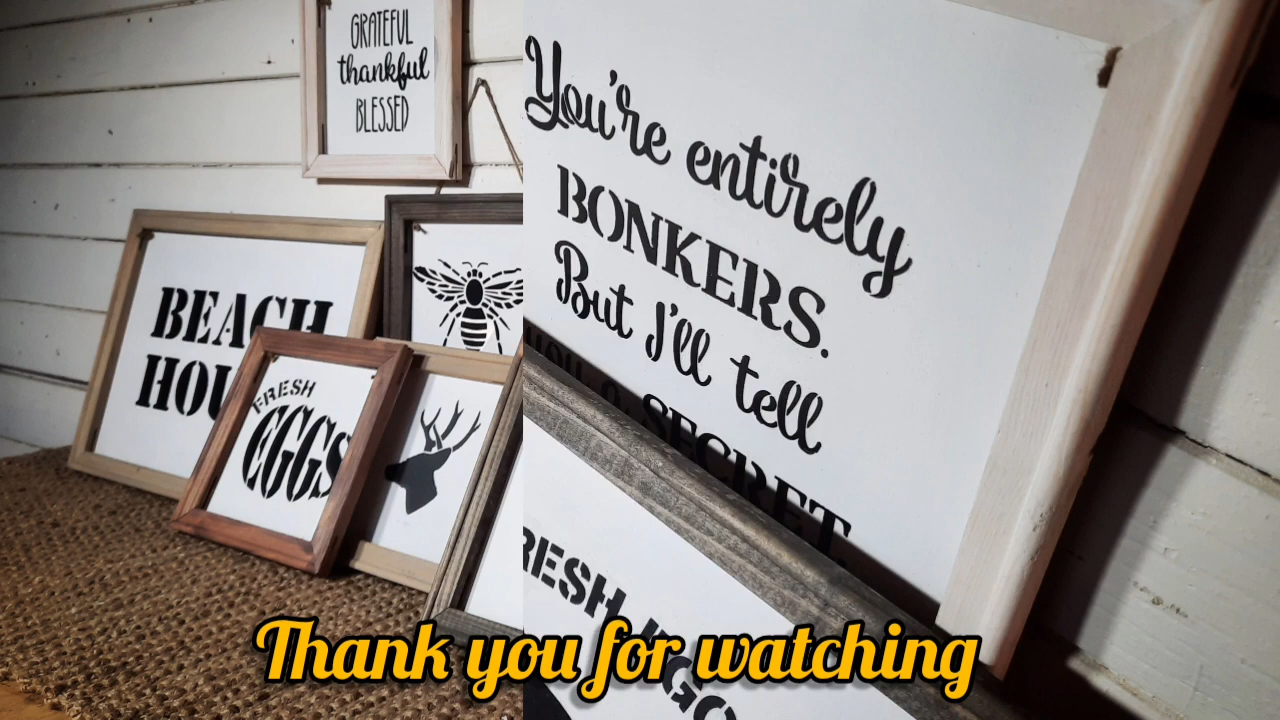 GRATEFUL
thankful
BLESSED
BEACH
HOU
FRESH
EGGS
You're entirely
BONKERS.
But I'll tell
SECRET
RESH
Thank you for watching